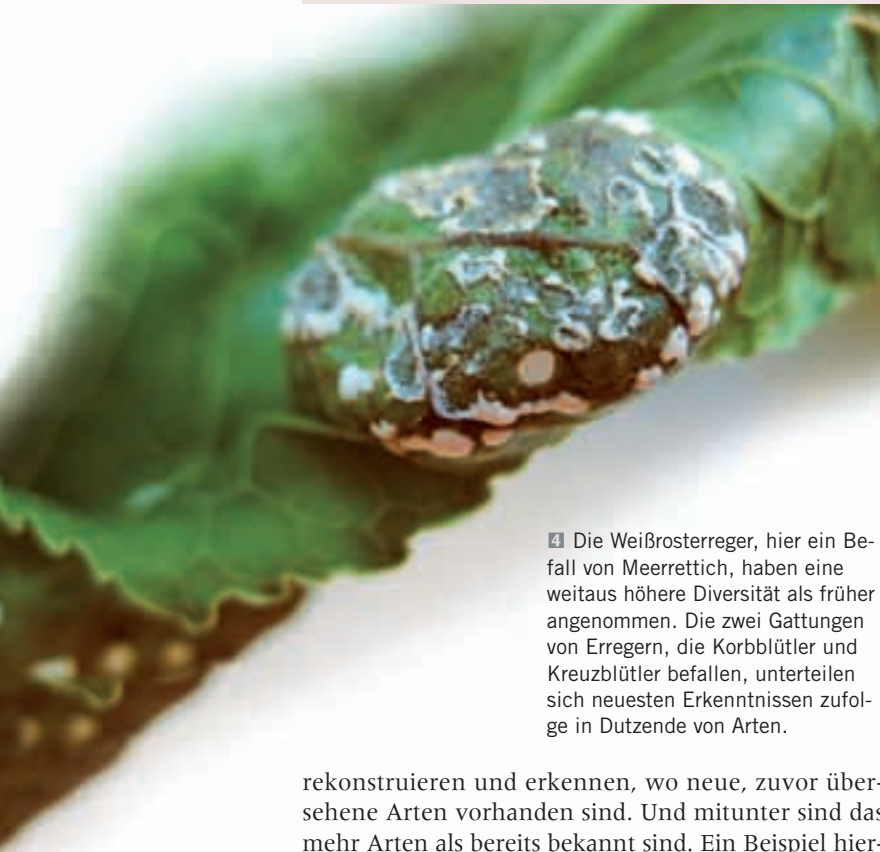 4 Die Weißrosterreger, hier ein Be-
fall von Meerrettich, haben eine
weitaus höhere Diversität als früher
angenommen. Die zwei Gattungen
von Erregern, die Korbblütler und
Kreuzblütler befallen, unterteilen
sich neuesten Erkenntnissen zufol-
ge in Dutzende von Arten.
rekonstruieren und erkennen, wo neue, zuvor über-
sehene Arten vorhanden sind. Und mitunter sind das
mehr Arten als bereits bekannt sind. Ein Beispiel hier-